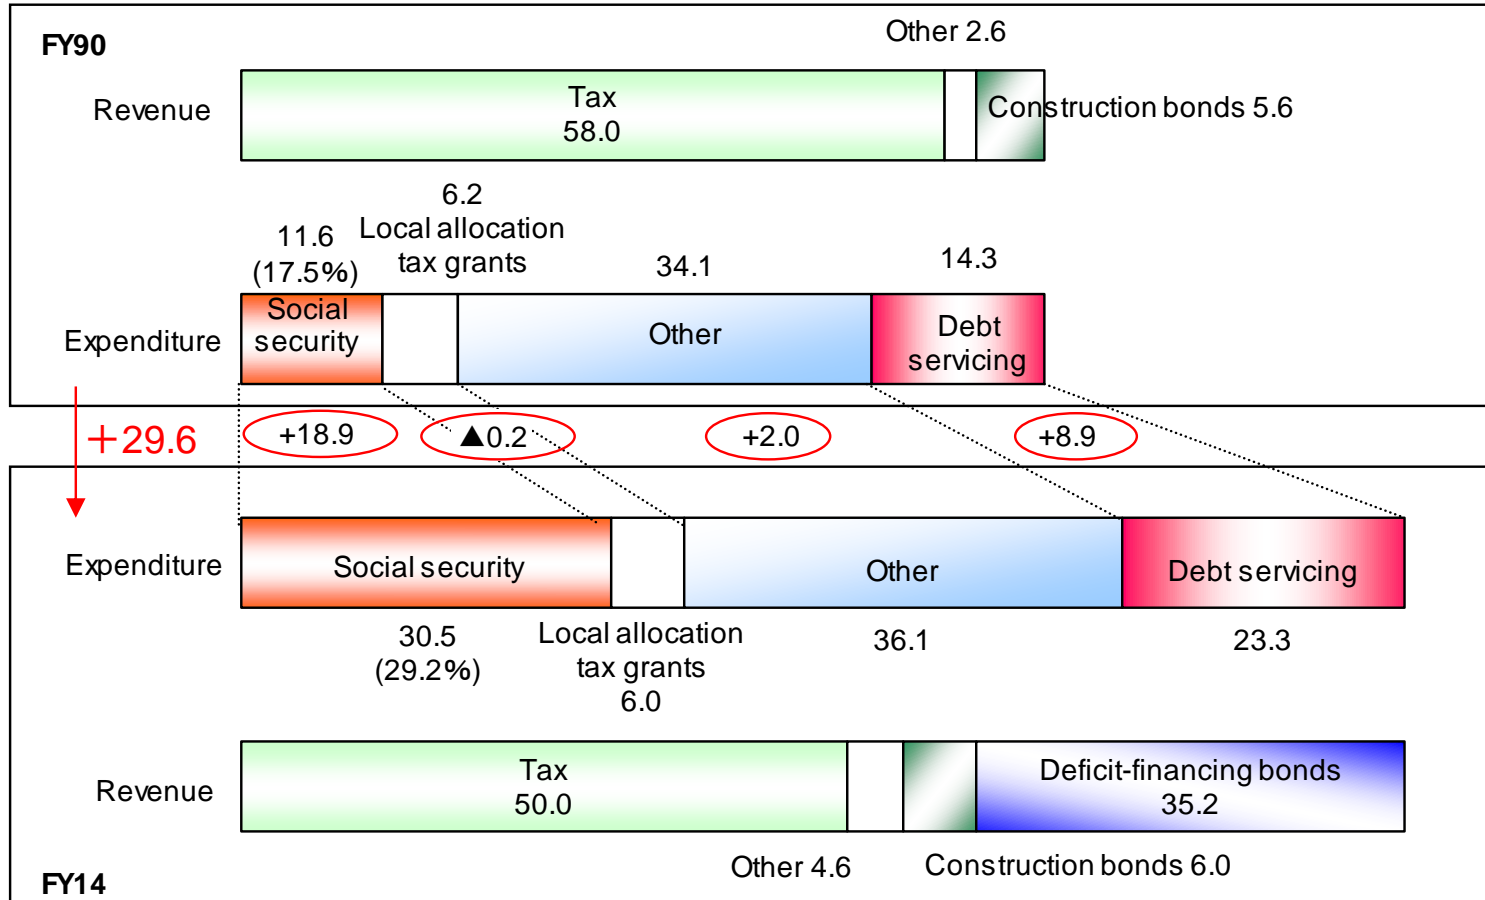 FY90
Other 2.6
Revenue
Tax
58.0
Construction bonds 5.6
6.2
Local allocation
tax grants
11.6
(17.5%)
34.1
14.3
Expenditure
Social
security
Other
Debt
servicing
+29.6
+18.9
▲0.2
+2.0
+8.9
Expenditure
Social security
Other
Debt servicing
30.5
(29.2%)
Local allocation
tax grants
6.0
36.1
23.3
Revenue
Tax
50.0
Deficit-financing bonds
35.2
Other 4.6
Construction bonds 6.0
FY14